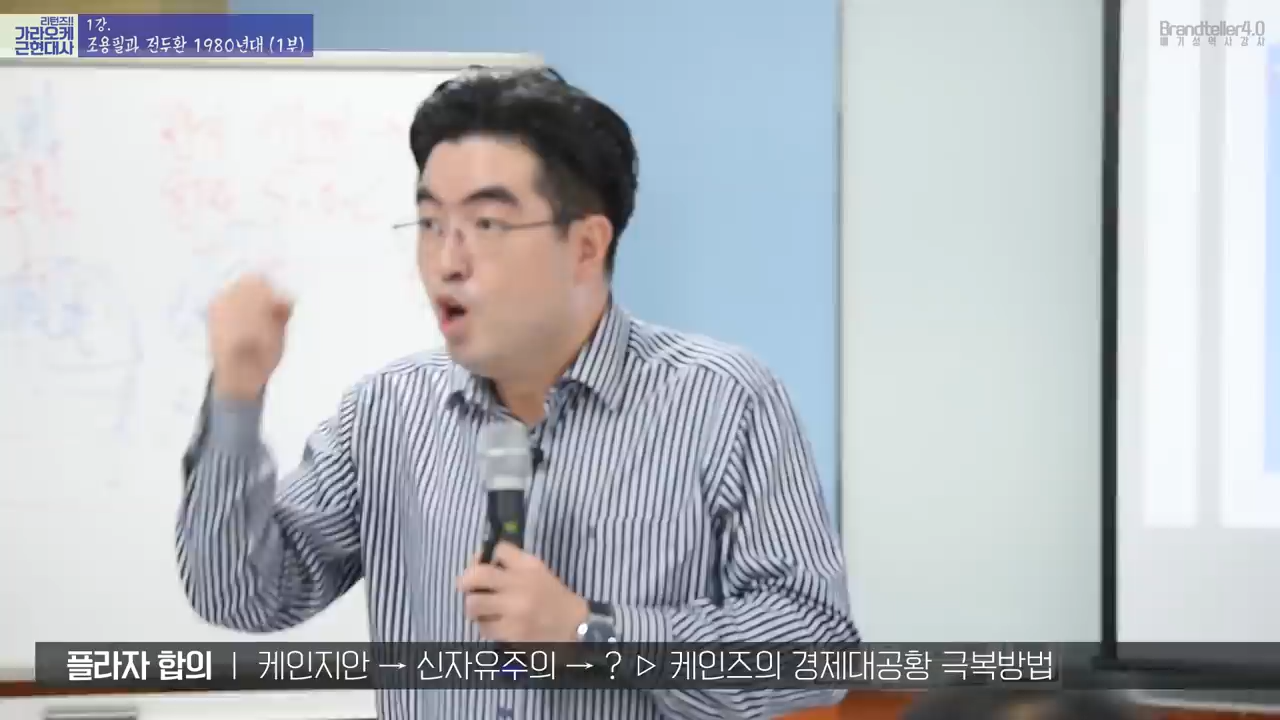 리턴즈!!
가라오케
근현대사
1강.
조용필과 전두환 1980년대 (1부)
Brandteller4.0
배기성역사강사
플라자 합의 | 케인지안 → 신자유주의 → ? ▷ 케인즈의 경제대공황 극복방법